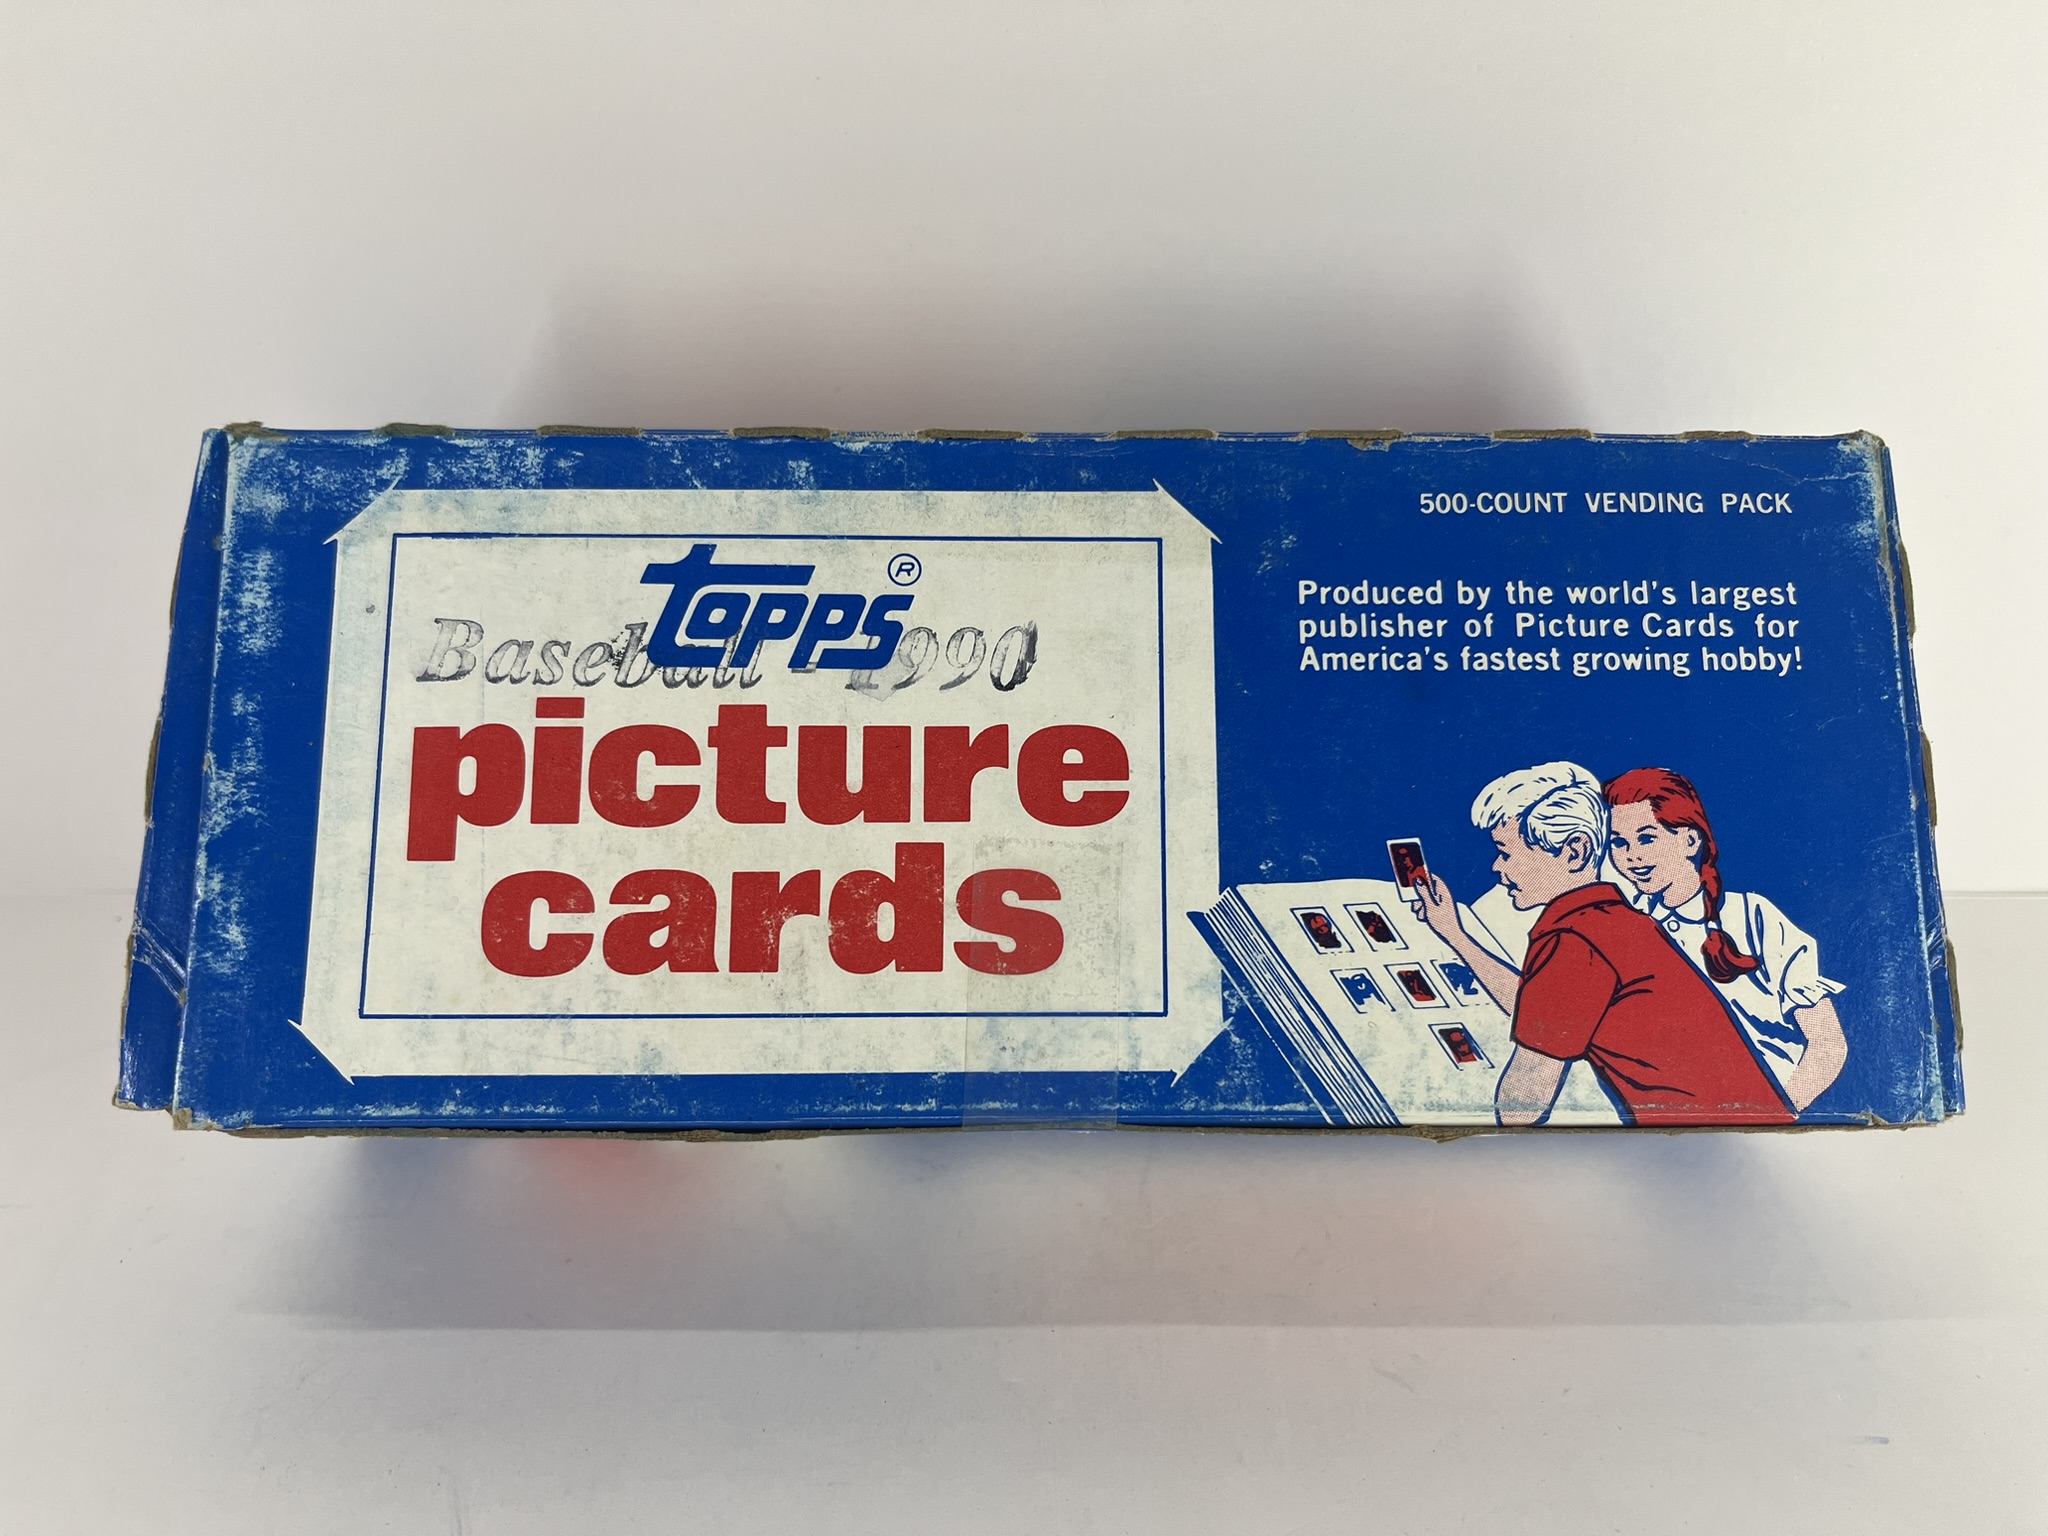 topps®
Baseball - 1990
picture
cards
500-COUNT VENDING PACK
Produced by the world's largest
publisher of Picture Cards for
America's fastest growing hobby!